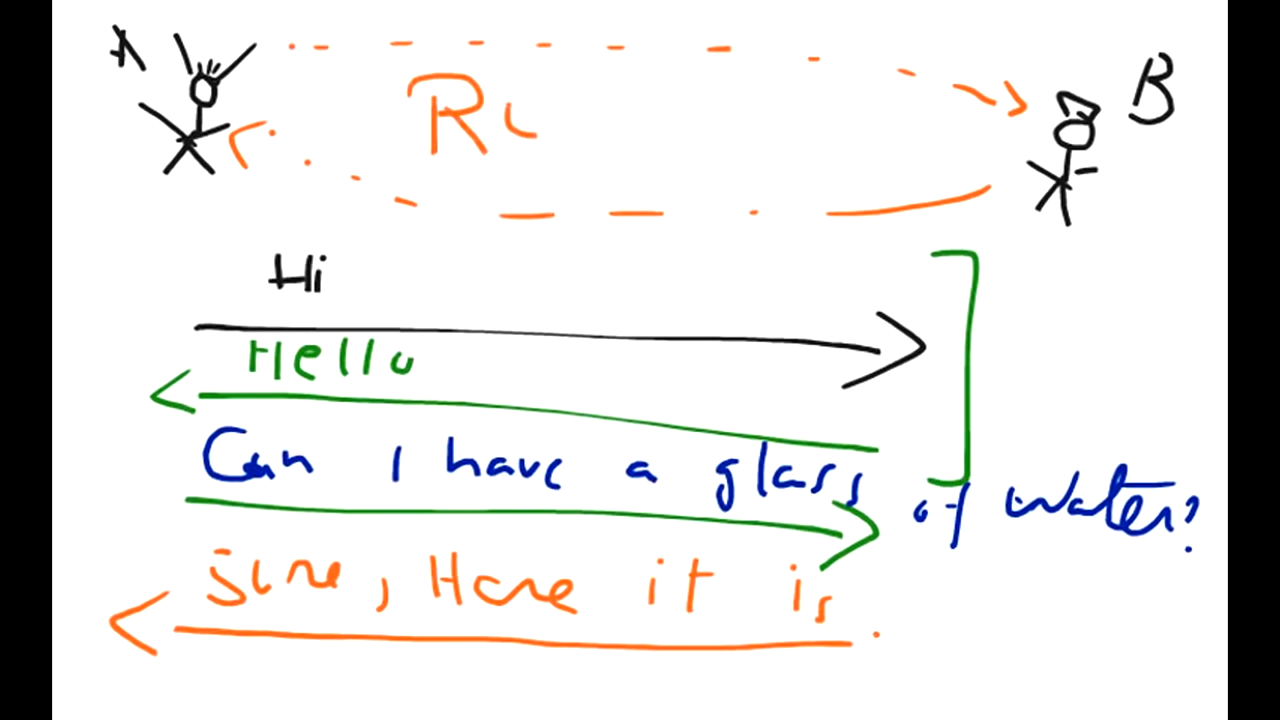 A
B
Hi
Hello
Can I have a glass of water?
sure, Here it is.